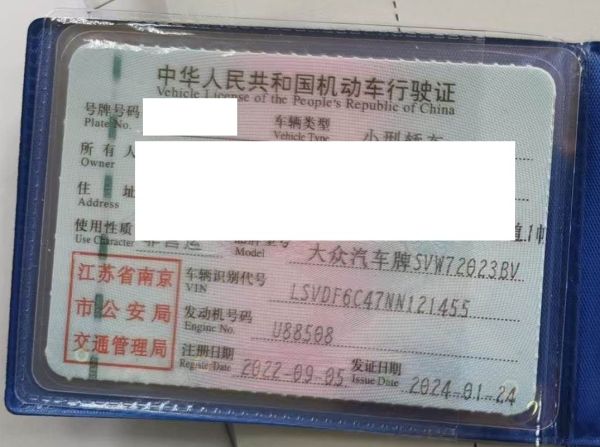 中华人民共和国机动车行驶证
Vehicle License of the People's Republic of China
号牌号码 车辆类型 小型轿车
Plate No. Vehicle Type
所有人
Owner
住址
Address
使用性质 非营运
Use Character Model 大众汽车牌SVW72023BV
江苏省南京
市公安局
交通管理局
车辆识别代号
VIN LSVDF6C47NN121455
发动机号码
Engine No. U88508
注册日期 发证日期
Register Date 2022-09-05 Issue Date 2024-01-24